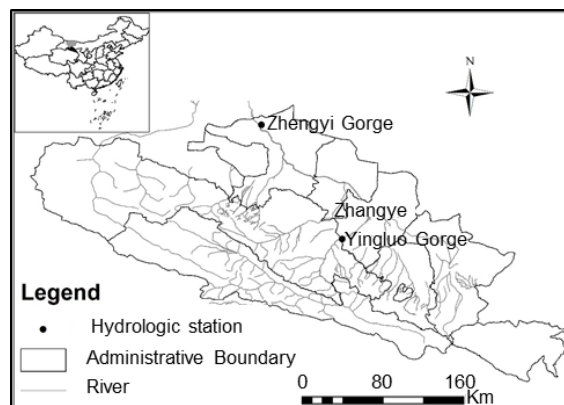 N
Zhengyi Gorge
Zhangye
Yingluo Gorge
Legend
Hydrologic station
Administrative Boundary
River
0 80 160
Km